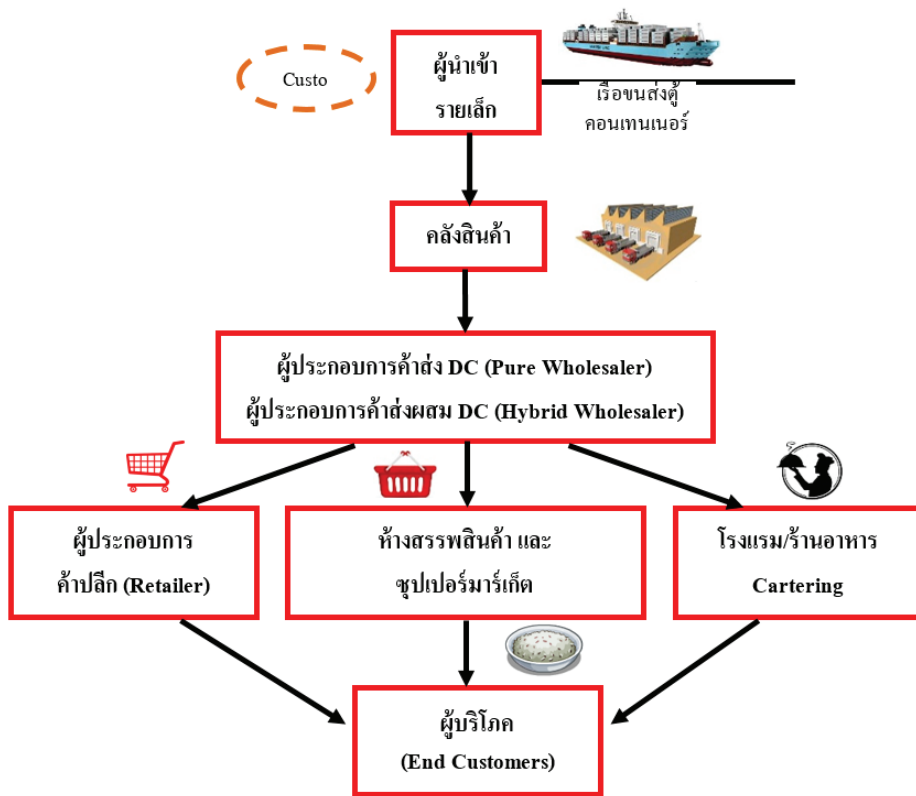 Custo
ผู้นำเข้า
รายเล็ก
เรือขนส่งตู้
คอนเทนเนอร์
คลังสินค้า
ผู้ประกอบการค้าส่ง DC (Pure Wholesaler)
ผู้ประกอบการค้าส่งผสม DC (Hybrid Wholesaler)
ผู้ประกอบการ
ค้าปลีก (Retailer)
ห้างสรรพสินค้า และ
ซุปเปอร์มาร์เก็ต
โรงแรม/ร้านอาหาร
Cartering
ผู้บริโภค
(End Customers)